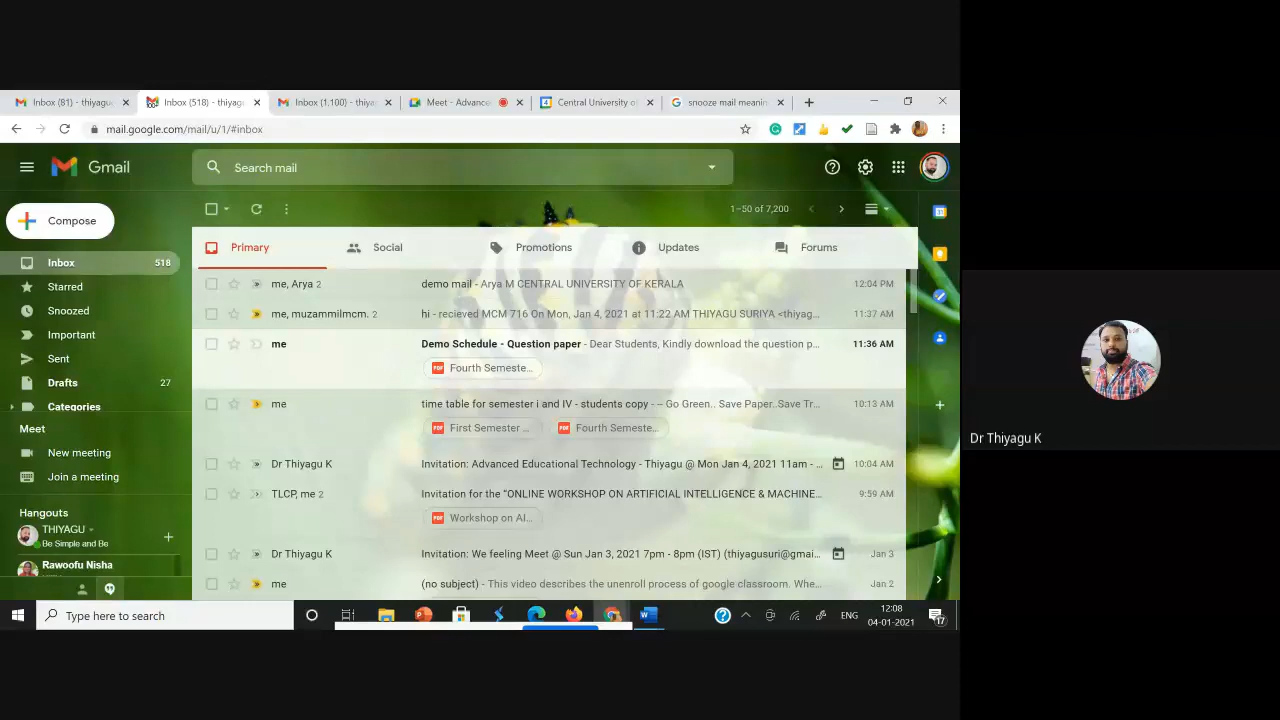 Inbox (81) - thiyagu
Inbox (518) - thiyag
Inbox (1,100) - thiya
Meet - Advance
Central University of
snooze mail meanin
mail.google.com/mail/u/1/#inbox
Gmail
Search mail
Compose
1–50 of 7,200
Primary
Social
Promotions
Updates
Forums
Inbox 518
Starred
Snoozed
Important
Sent
Drafts 27
Categories
Meet
New meeting
Join a meeting
Hangouts
THIYAGU
Be Simple and Be
Rawoofu Nisha
me, Arya 2 demo mail - Arya M CENTRAL UNIVERSITY OF KERALA 12:04 PM
me, muzammilmcm. 2 hi - recieved MCM 716 On Mon, Jan 4, 2021 at 11:22 AM THIYAGU SURIYA <thiyag... 11:37 AM
me Demo Schedule - Question paper - Dear Students, Kindly download the question p... 11:36 AM
PDF Fourth Semeste...
me time table for semester i and IV - students copy - -- Go Green.. Save Paper..Save Tr... 10:13 AM
PDF First Semester ... PDF Fourth Semeste...
Dr Thiyagu K Invitation: Advanced Educational Technology - Thiyagu @ Mon Jan 4, 2021 11am - ... 10:04 AM
TLCP, me 2 Invitation for the "ONLINE WORKSHOP ON ARTIFICIAL INTELLIGENCE & MACHINE... 9:59 AM
PDF Workshop on AI...
Dr Thiyagu K Invitation: We feeling Meet @ Sun Jan 3, 2021 7pm - 8pm (IST) (thiyagusuri@gmai... Jan 3
me (no subject) - This video describes the unenroll process of google classroom. Whe... Jan 2
Type here to search
ENG
12:08
04-01-2021
17
Dr Thiyagu K